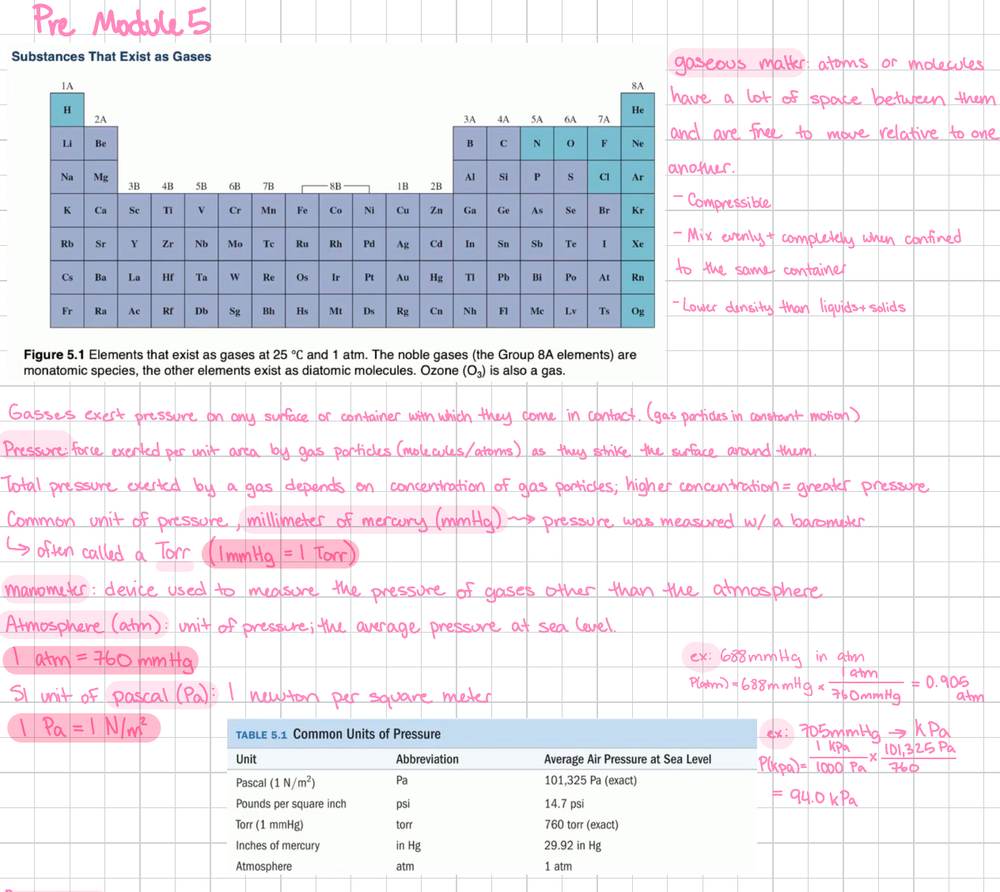 Pre Module 5
Substances That Exist as Gases
1A 8A
H He
2A 3A 4A 5A 6A 7A
Li Be B C N O F Ne
Na Mg Al Si P S Cl Ar
3B 4B 5B 6B 7B 8B 1B 2B
K Ca Sc Ti V Cr Mn Fe Co Ni Cu Zn Ga Ge As Se Br Kr
Rb Sr Y Zr Nb Mo Tc Ru Rh Pd Ag Cd In Sn Sb Te I Xe
Cs Ba La Hf Ta W Re Os Ir Pt Au Hg Tl Pb Bi Po At Rn
Fr Ra Ac Rf Db Sg Bh Hs Mt Ds Rg Cn Nh Fl Mc Lv Ts Og
Figure 5.1 Elements that exist as gases at 25 °C and 1 atm. The noble gases (the Group 8A elements) are
monatomic species, the other elements exist as diatomic molecules. Ozone (O₃) is also a gas.
gaseous matter: atoms or molecules
have a lot of space between them
and are free to move relative to one
another.
- Compressible
- Mix evenly + completely when confined
to the same container
- Lower density than liquids + solids
Gasses exert pressure on any surface or container with which they come in contact. (gas particles in constant motion)
Pressure: force exerted per unit area by gas particles (molecules/atoms) as they strike the surface around them.
Total pressure exerted by a gas depends on concentration of gas particles; higher concentration = greater pressure
Common unit of pressure, millimeter of mercury (mmHg) → pressure was measured w/ a barometer
↳ often called a Torr (1mmHg = 1 Torr)
manometer: device used to measure the pressure of gases other than the atmosphere
Atmosphere (atm): unit of pressure; the average pressure at sea level.
1 atm = 760 mmHg
SI unit of pascal (Pa): 1 newton per square meter
1 Pa = 1 N/m²
ex: 688mmHg in atm
P(atm) = 688mmHg × 1 atm / 760mmHg = 0.905 atm
ex: 705mmHg → kPa
P(kPa) = 1 kPa / 1000 Pa × 101,325 Pa / 760
= 94.0 kPa
TABLE 5.1 Common Units of Pressure
Unit Abbreviation Average Air Pressure at Sea Level
Pascal (1 N/m²) Pa 101,325 Pa (exact)
Pounds per square inch psi 14.7 psi
Torr (1 mmHg) torr 760 torr (exact)
Inches of mercury in Hg 29.92 in Hg
Atmosphere atm 1 atm